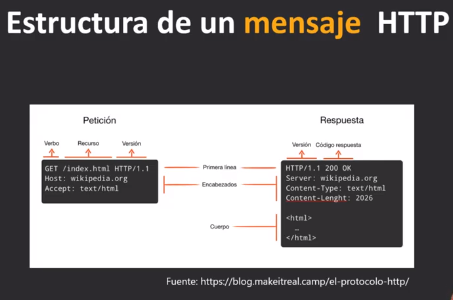 Estructura de un mensaje HTTP
Petición
Respuesta
Verbo Recurso Versión
Versión Código respuesta
GET /index.html HTTP/1.1
Host: wikipedia.org
Accept: text/html
Primera línea
Encabezados
Cuerpo
HTTP/1.1 200 OK
Server: wikipedia.org
Content-Type: text/html
Content-Lenght: 2026
<html>
…
</html>
Fuente: https://blog.makeitreal.camp/el-protocolo-http/